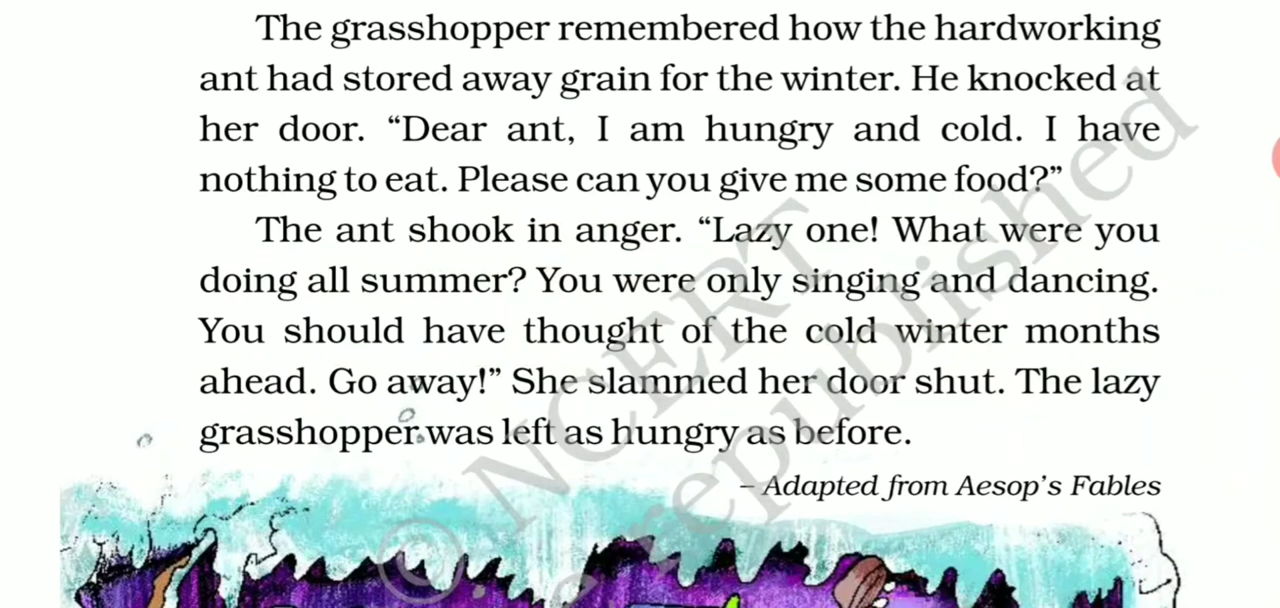 The grasshopper remembered how the hardworking
ant had stored away grain for the winter. He knocked at
her door. “Dear ant, I am hungry and cold. I have
nothing to eat. Please can you give me some food?”
The ant shook in anger. “Lazy one! What were you
doing all summer? You were only singing and dancing.
You should have thought of the cold winter months
ahead. Go away!” She slammed her door shut. The lazy
grasshopper was left as hungry as before.
– Adapted from Aesop’s Fables
© NCERT
republished